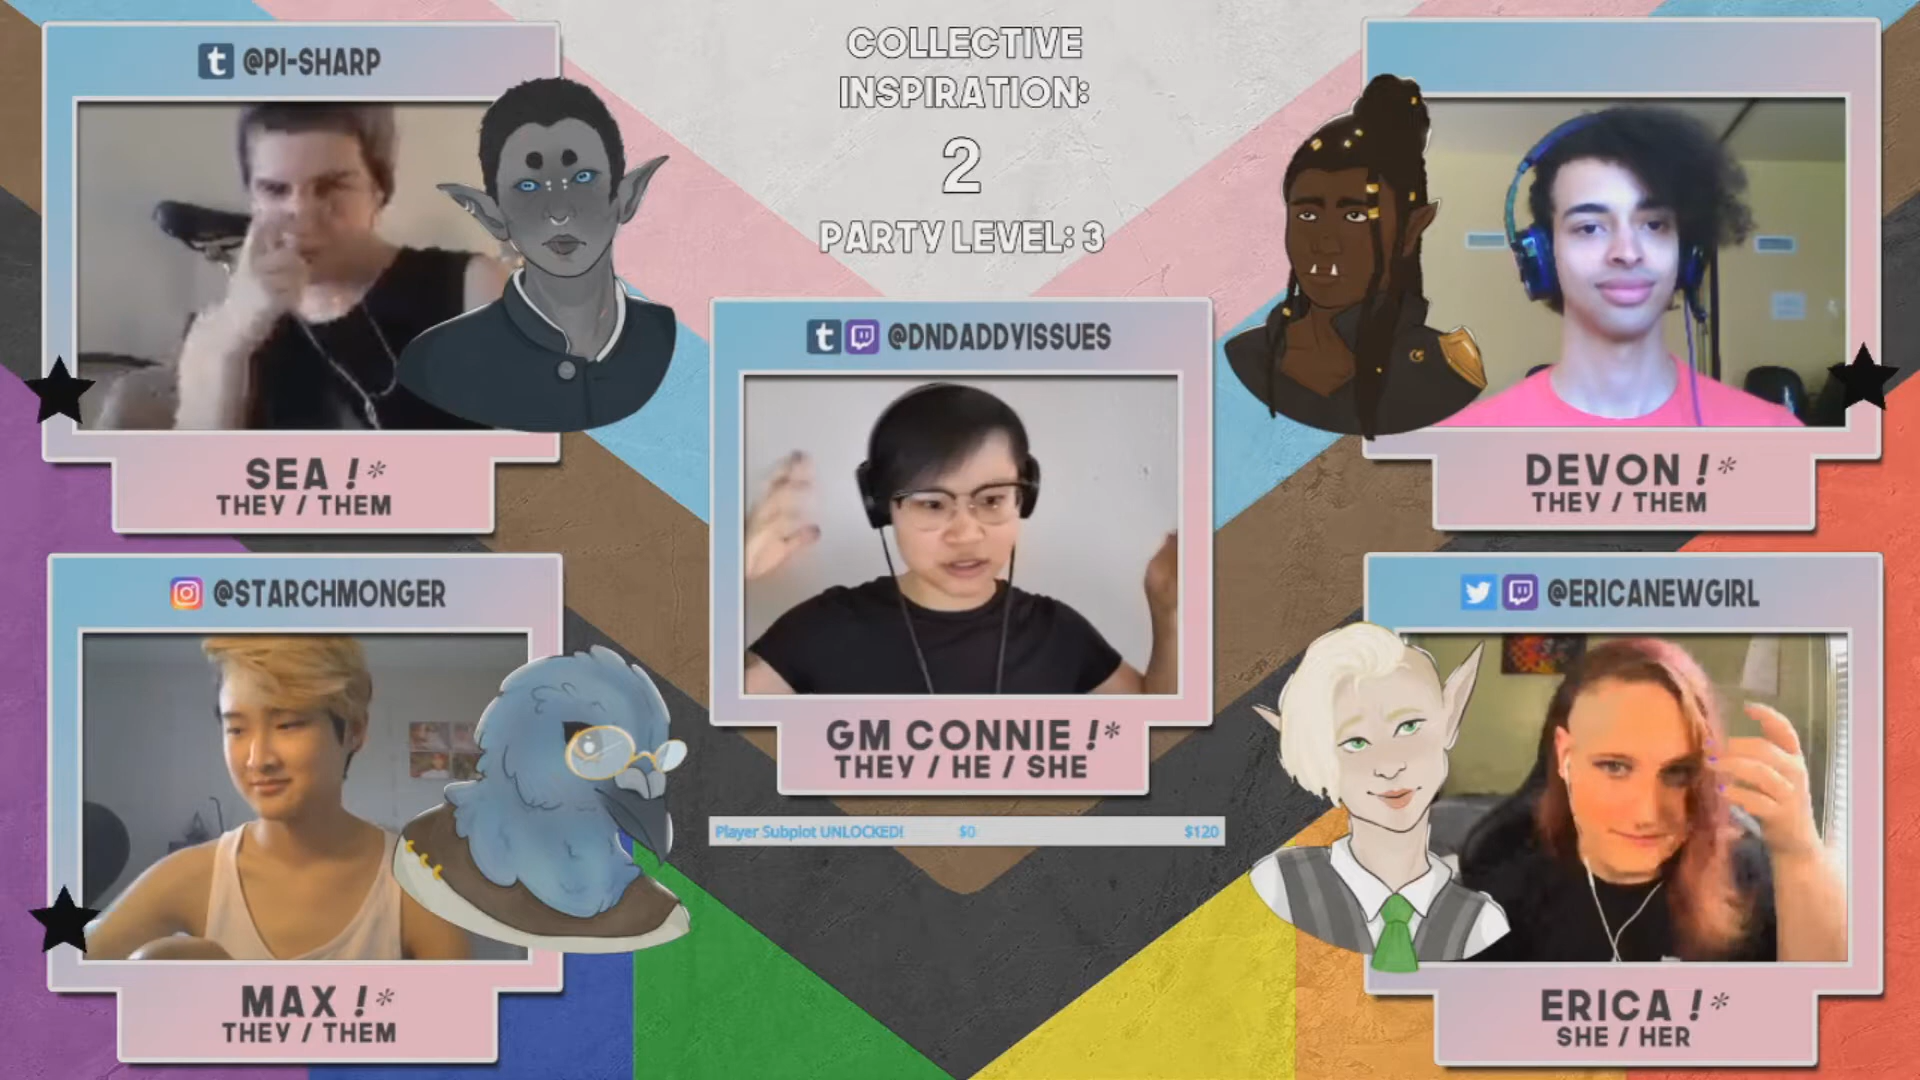 @PI-SHARP
COLLECTIVE
INSPIRATION:
2
PARTY LEVEL: 3
SEA !*
THEY / THEM
@DNDADDYISSUES
DEVON !*
THEY / THEM
@STARCHMONGER
GM CONNIE !*
THEY / HE / SHE
@ERICANEWGIRL
Player Subplot UNLOCKED! $0 $120
MAX !*
THEY / THEM
ERICA !*
SHE / HER